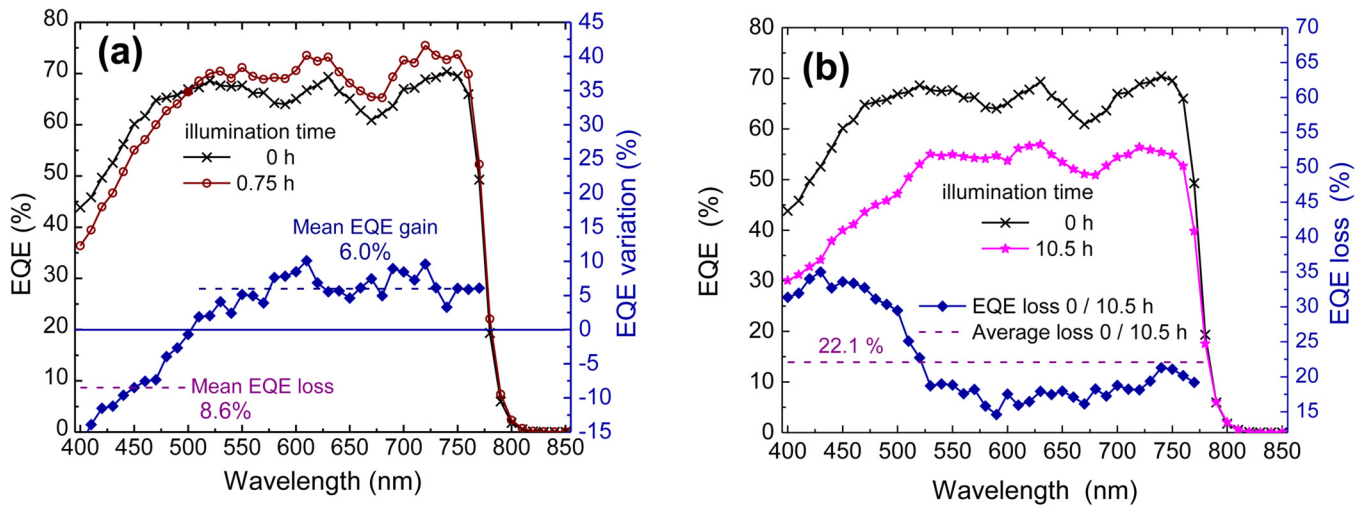 (a)
EQE (%)
80
70
60
50
40
30
20
10
0
illumination time
0 h
0.75 h
Mean EQE gain
6.0%
Mean EQE loss
8.6%
45
40
35
30
25
20
15
10
5
0
-5
-10
-15
EQE variation (%)
400 450 500 550 600 650 700 750 800 850
Wavelength (nm)
(b)
EQE (%)
80
70
60
50
40
30
20
10
0
illumination time
0 h
10.5 h
EQE loss 0 / 10.5 h
Average loss 0 / 10.5 h
22.1 %
70
65
60
55
50
45
40
35
30
25
20
15
EQE loss (%)
400 450 500 550 600 650 700 750 800 850
Wavelength (nm)